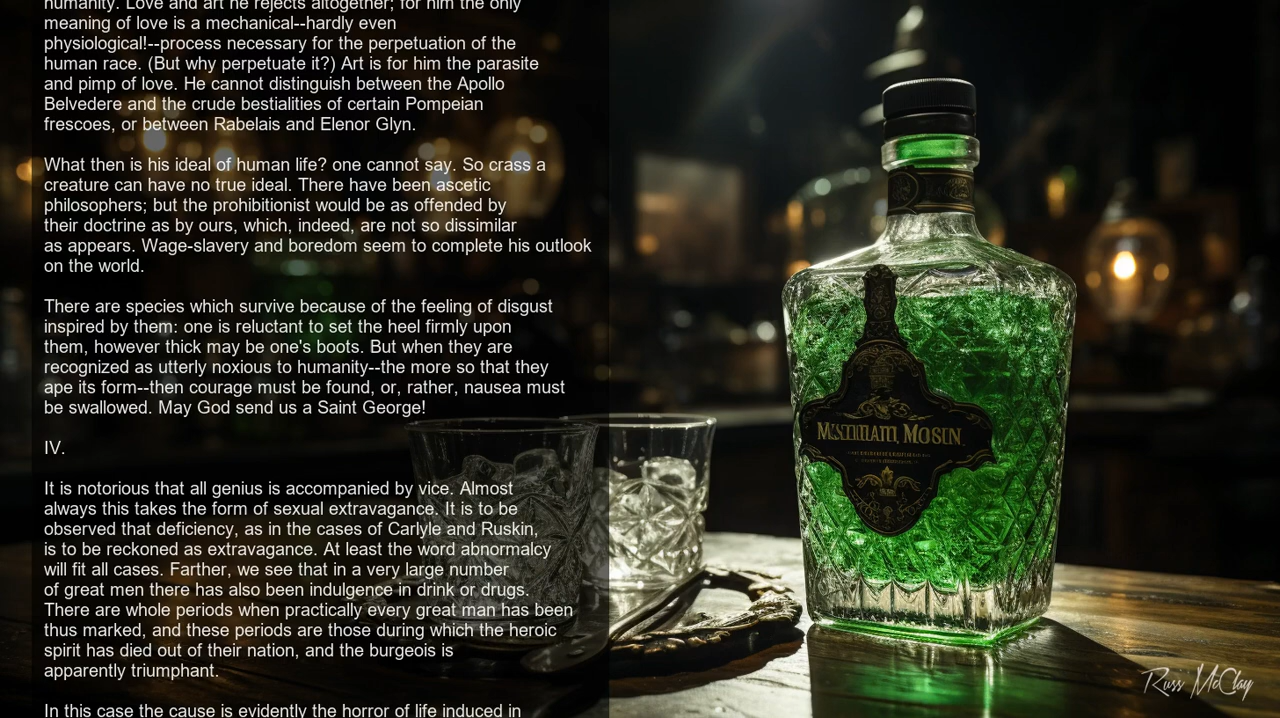 humanity. Love and art he rejects altogether; for him the only
meaning of love is a mechanical--hardly even
physiological!--process necessary for the perpetuation of the
human race. (But why perpetuate it?) Art is for him the parasite
and pimp of love. He cannot distinguish between the Apollo
Belvedere and the crude bestialities of certain Pompeian
frescoes, or between Rabelais and Elenor Glyn.
What then is his ideal of human life? one cannot say. So crass a
creature can have no true ideal. There have been ascetic
philosophers; but the prohibitionist would be as offended by
their doctrine as by ours, which, indeed, are not so dissimilar
as appears. Wage-slavery and boredom seem to complete his outlook
on the world.
There are species which survive because of the feeling of disgust
inspired by them: one is reluctant to set the heel firmly upon
them, however thick may be one's boots. But when they are
recognized as utterly noxious to humanity--the more so that they
ape its form--then courage must be found, or, rather, nausea must
be swallowed. May God send us a Saint George!
IV.
It is notorious that all genius is accompanied by vice. Almost
always this takes the form of sexual extravagance. It is to be
observed that deficiency, as in the cases of Carlyle and Ruskin,
is to be reckoned as extravagance. At least the word abnormalcy
will fit all cases. Farther, we see that in a very large number
of great men there has also been indulgence in drink or drugs.
There are whole periods when practically every great man has been
thus marked, and these periods are those during which the heroic
spirit has died out of their nation, and the burgeois is
apparently triumphant.
In this case the cause is evidently the horror of life induced in
Russ McClay